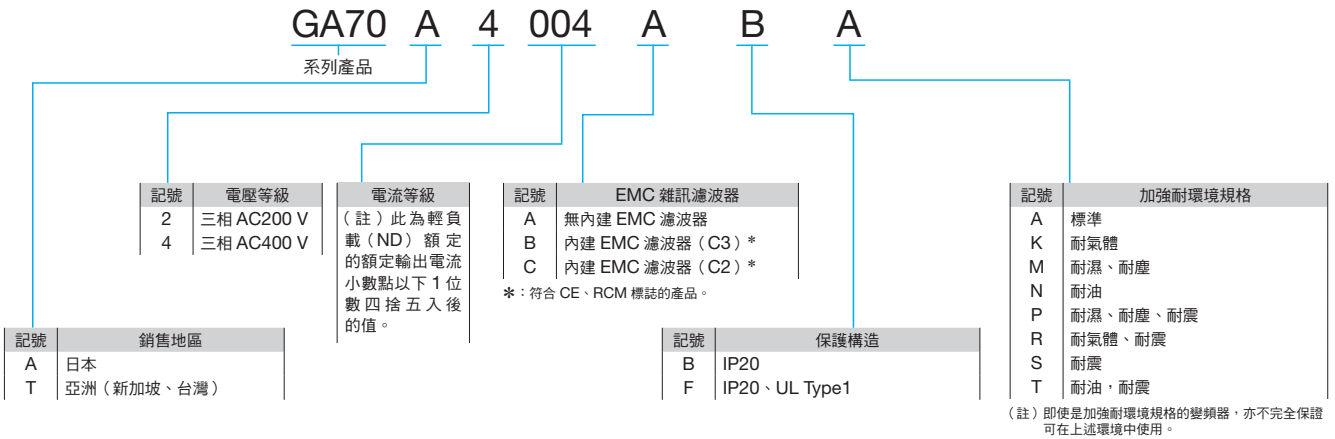 GA70 A 4 004 A B A
系列產品
記號 電壓等級
2 三相 AC200 V
4 三相 AC400 V
電流等級
（註）此為輕負
載（ND）額定
的額定輸出電流
小數點以下 1 位
數四捨五入後
的值。
記號 EMC 雜訊濾波器
A 無內建 EMC 濾波器
B 內建 EMC 濾波器（C3）*
C 內建 EMC 濾波器（C2）*
*：符合 CE、RCM 標誌的產品。
記號 加強耐環境規格
A 標準
K 耐氣體
M 耐濕、耐塵
N 耐油
P 耐濕、耐塵、耐震
R 耐氣體、耐震
S 耐震
T 耐油，耐震
（註）即使是加強耐環境規格的變頻器，亦不完全保證
可在上述環境中使用。
記號 銷售地區
A 日本
T 亞洲（新加坡、台灣）
記號 保護構造
B IP20
F IP20、UL Type1